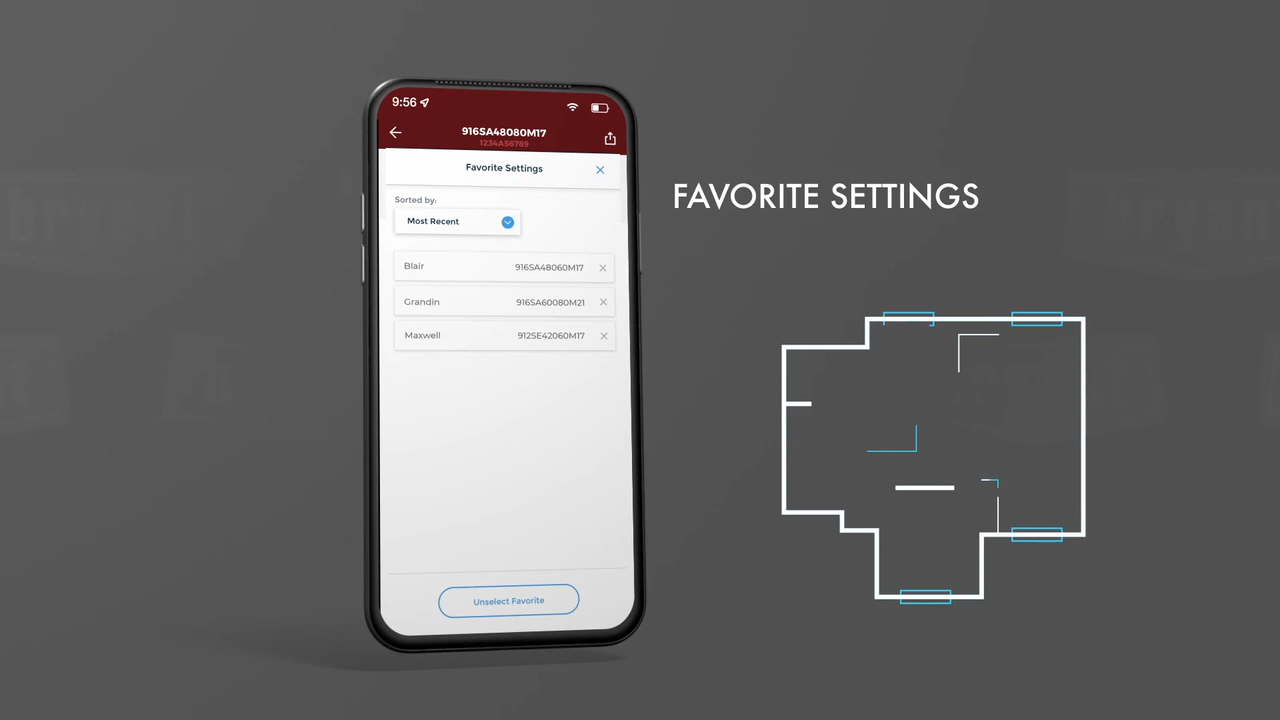 9:56
916SA48080M17
1234A56789
Favorite Settings
Sorted by:
Most Recent
Blair 916SA48060M17
Grandin 916SA60080M21
Maxwell 912SE42060M17
Unselect Favorite
FAVORITE SETTINGS